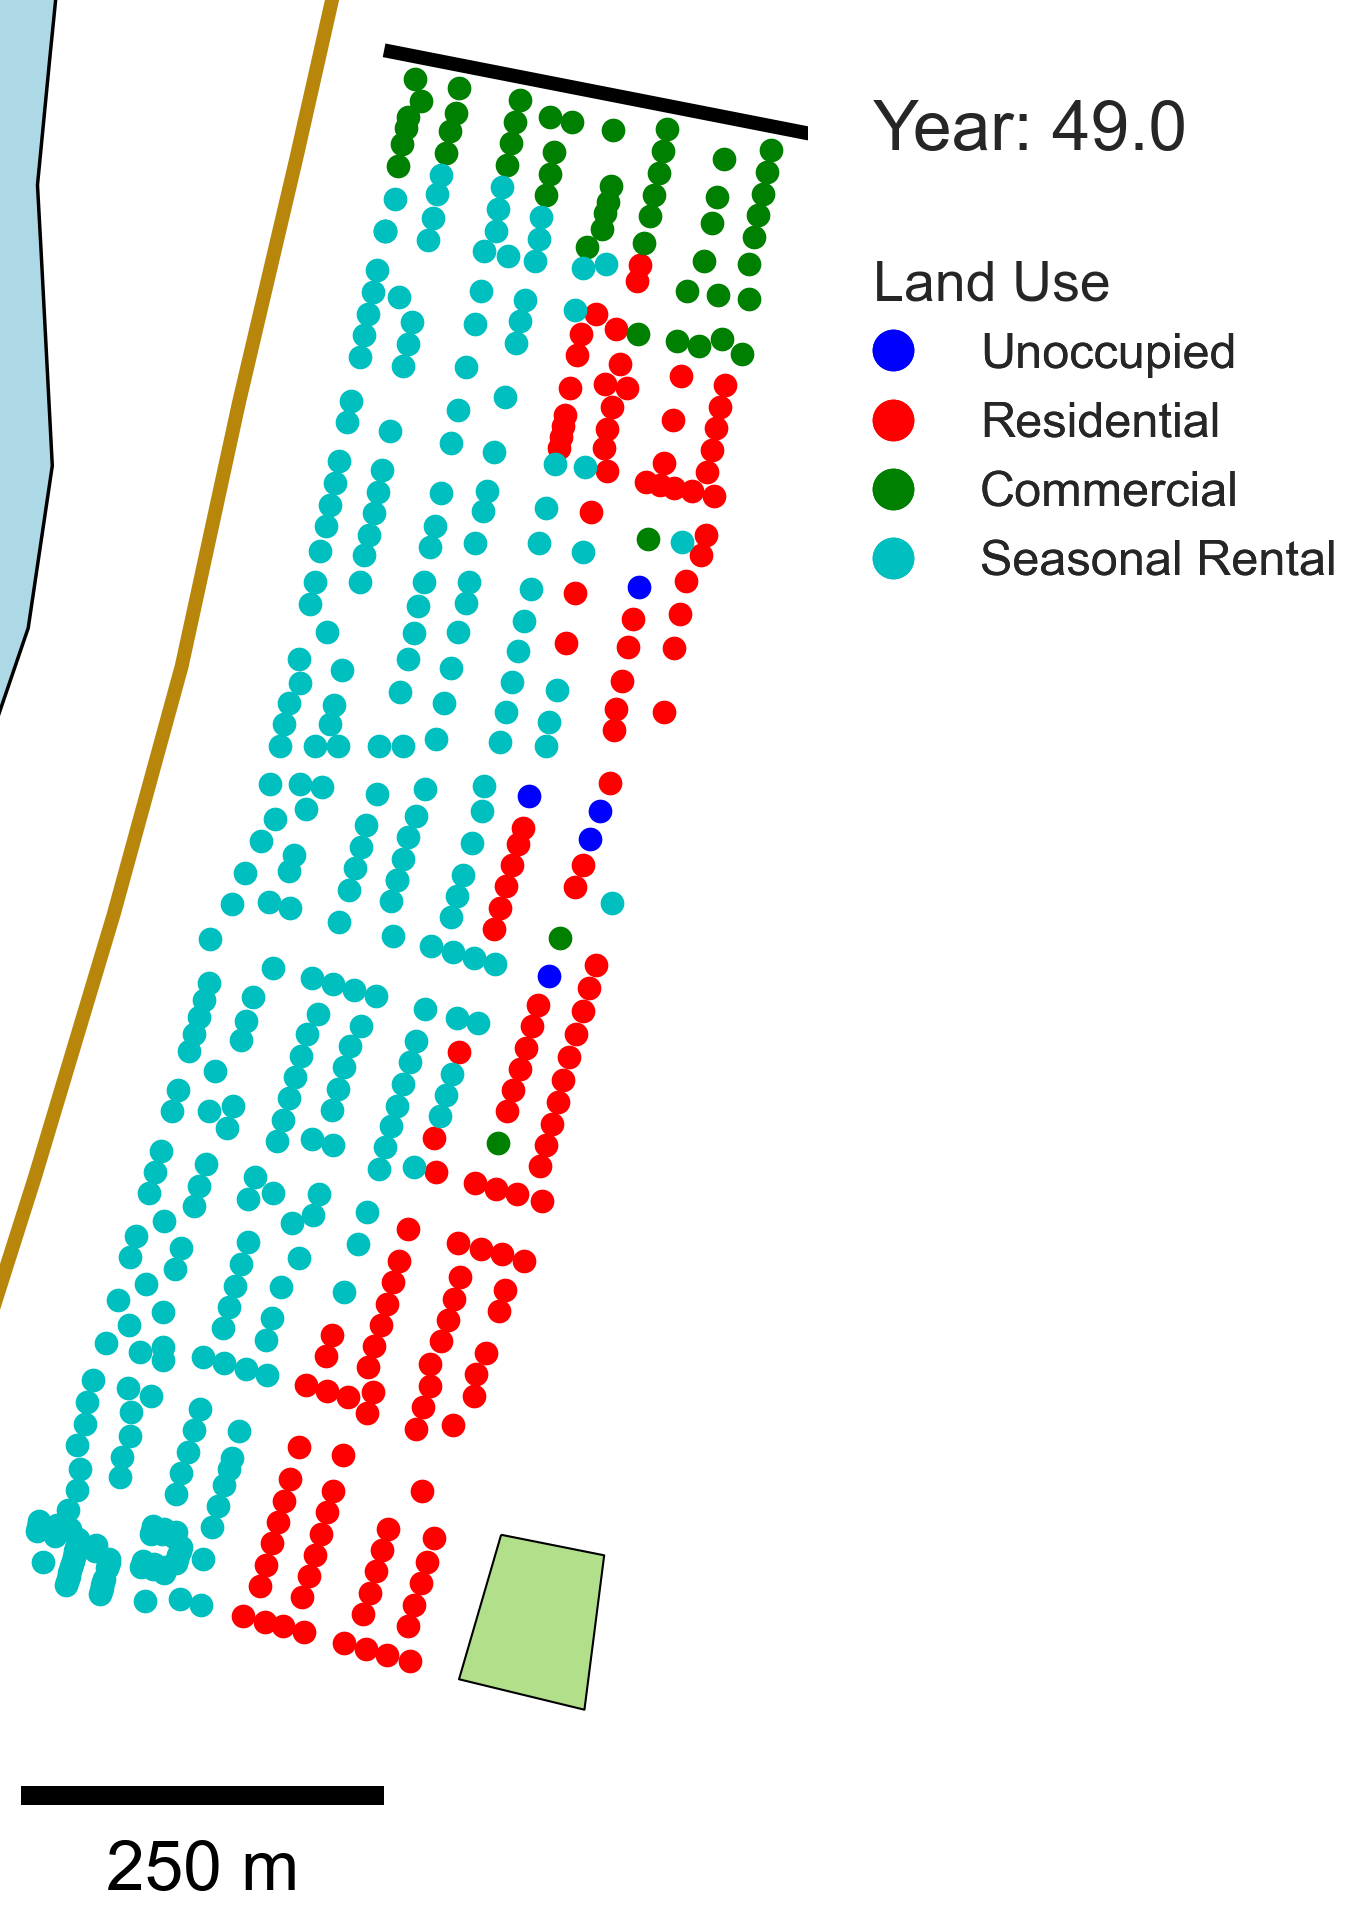 Year: 49.0
Land Use
Unoccupied
Residential
Commercial
Seasonal Rental
250 m